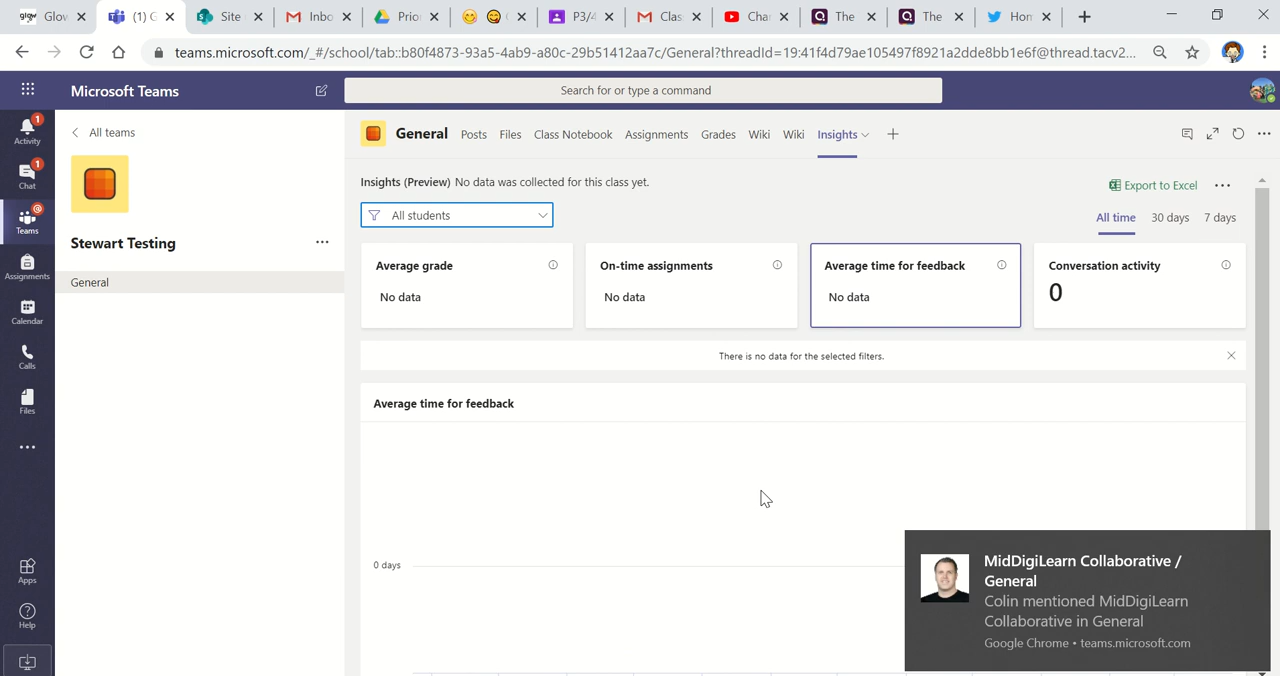 Glow
(1) G
Site
Inbo
Prio
C
P3/4
Clas
Cha
The
The
Hom
teams.microsoft.com/_#/school/tab::b80f4873-93a5-4ab9-a80c-29b51412aa7c/General?threadId=19:41f4d79ae105497f8921a2dde8bb1e6f@thread.tacv2...
Microsoft Teams
Search for or type a command
Activity
1
Chat
1
Teams
Assignments
Calendar
Calls
Files
Apps
Help
All teams
Stewart Testing
General
General
Posts
Files
Class Notebook
Assignments
Grades
Wiki
Wiki
Insights
Insights (Preview) No data was collected for this class yet.
Export to Excel
All students
All time
30 days
7 days
Average grade
No data
On-time assignments
No data
Average time for feedback
No data
Conversation activity
0
There is no data for the selected filters.
Average time for feedback
0 days
MidDigiLearn Collaborative /
General
Colin mentioned MidDigiLearn
Collaborative in General
Google Chrome • teams.microsoft.com